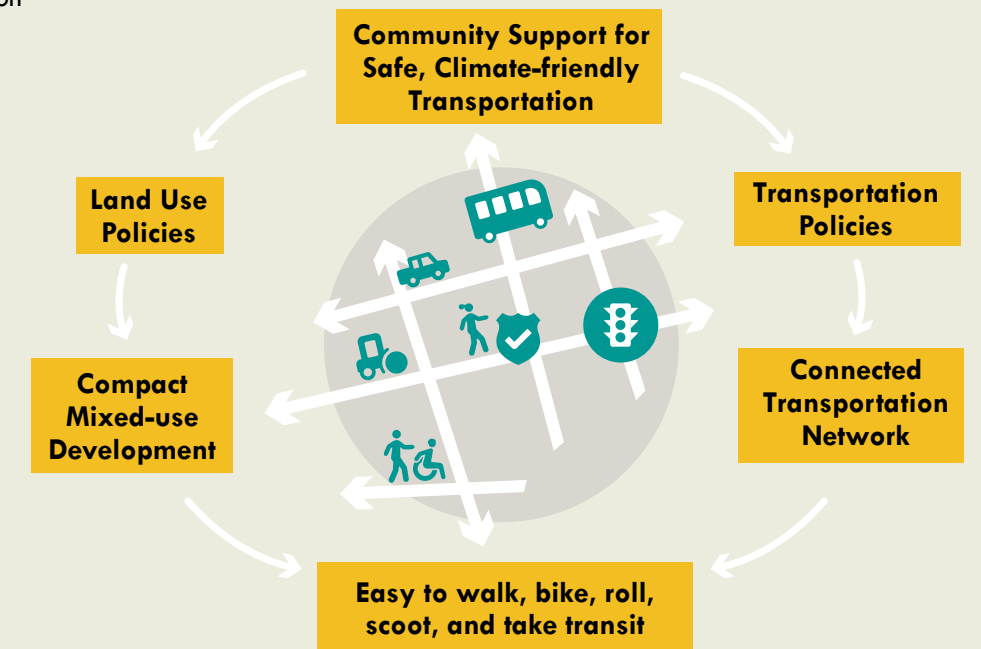 Community Support for
Safe, Climate-friendly
Transportation
Land Use
Policies
Transportation
Policies
Compact
Mixed-use
Development
Connected
Transportation
Network
Easy to walk, bike, roll,
scoot, and take transit